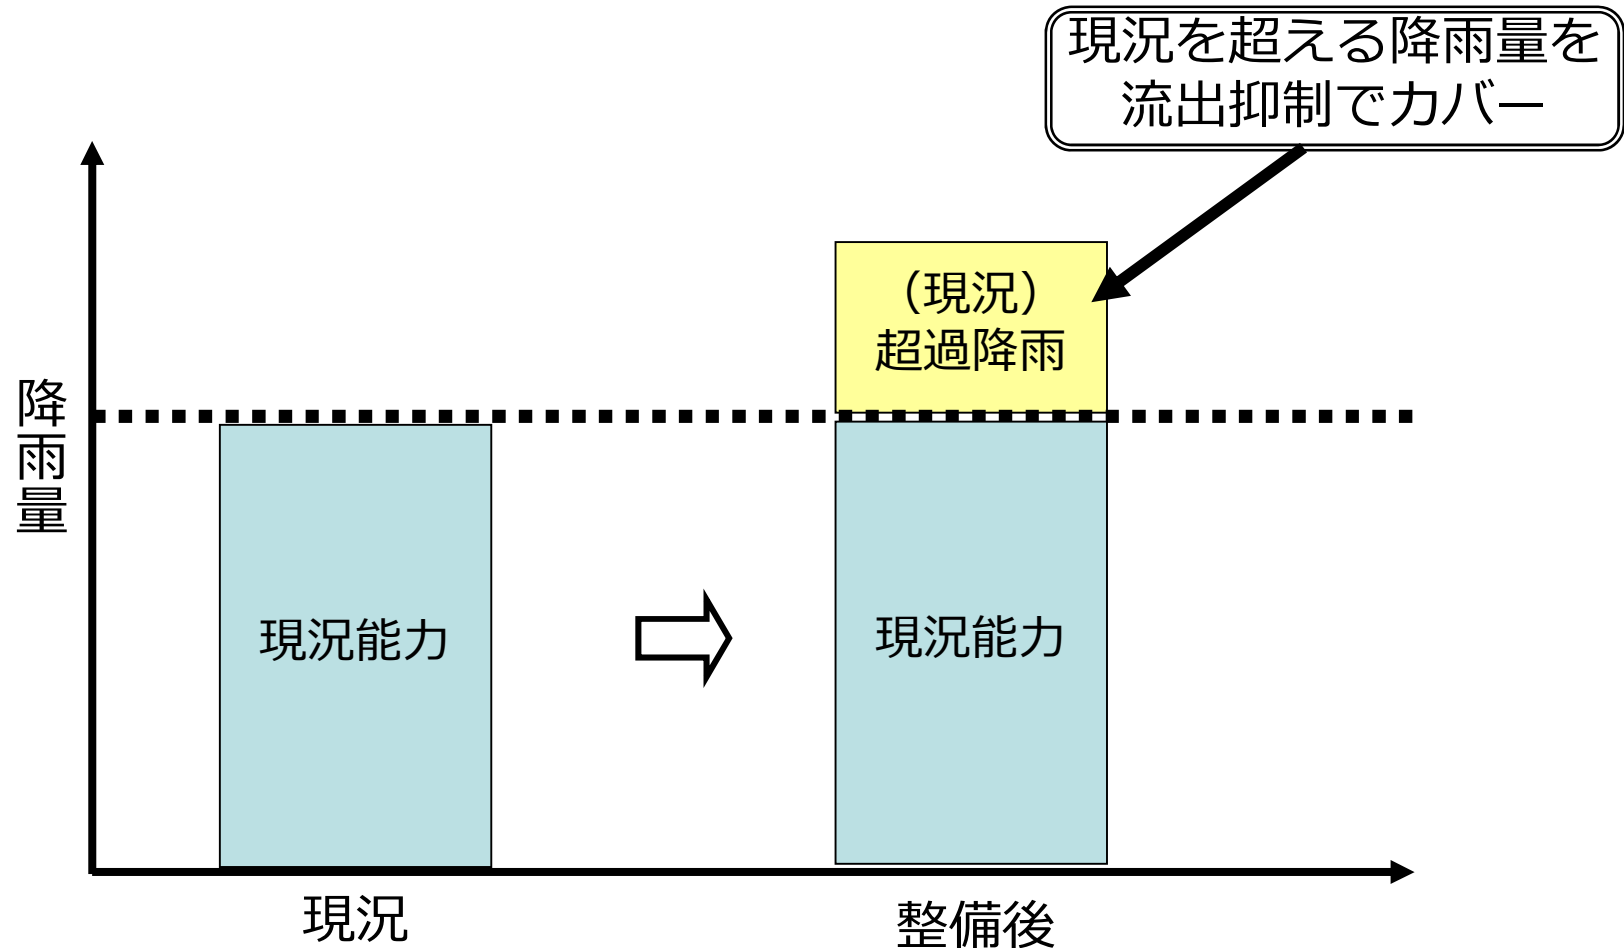 現況を超える降雨量を
流出抑制でカバー
（現況）
超過降雨
降雨量
現況能力
現況能力
現況
整備後